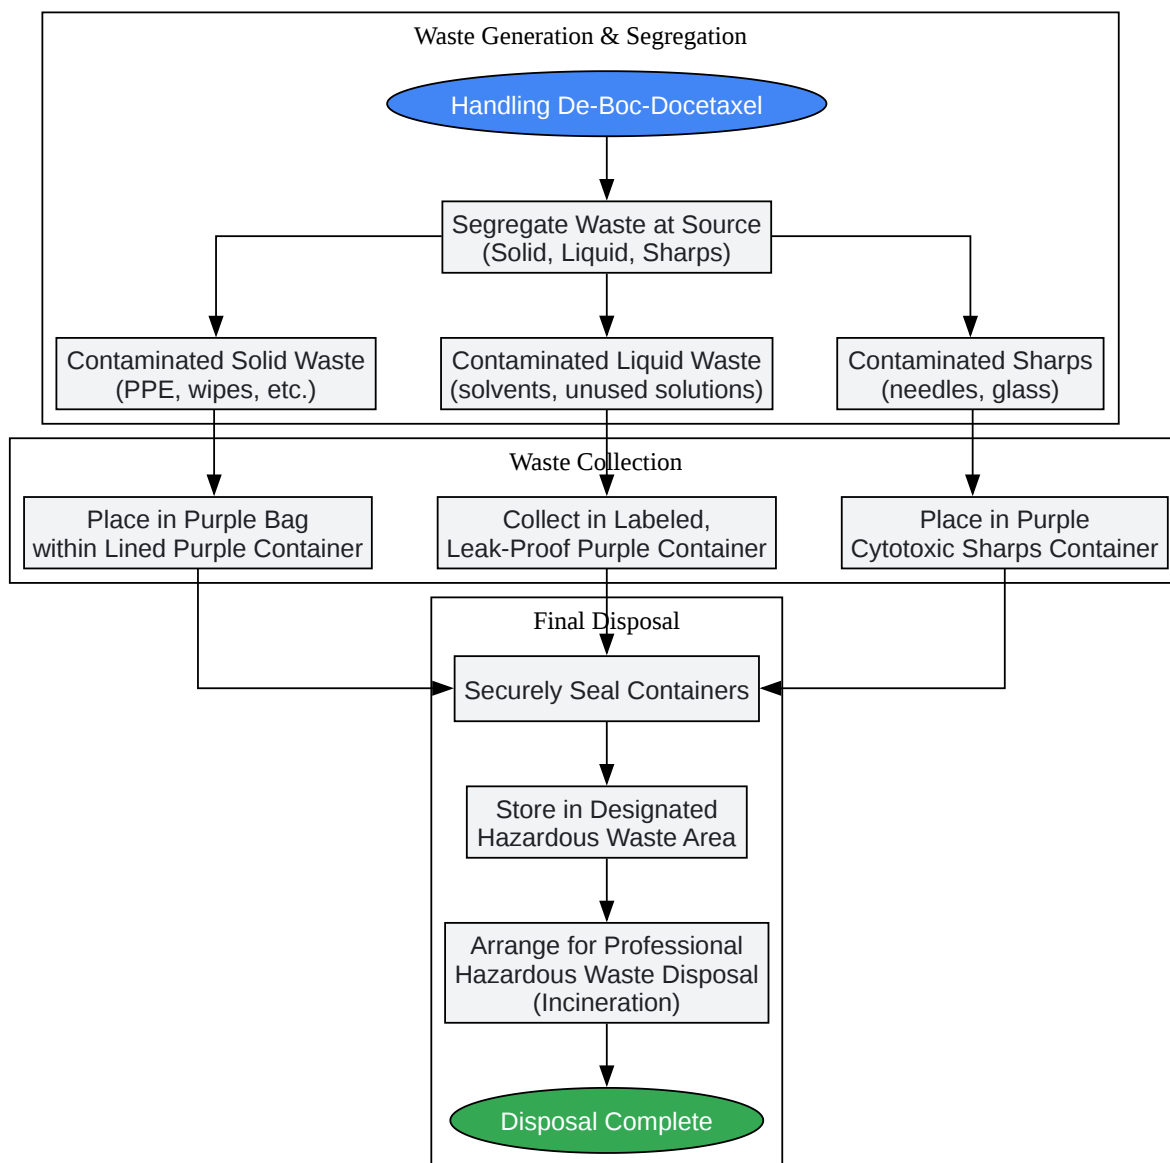 Waste Generation & Segregation
Handling De-Boc-Docetaxel
Segregate Waste at Source
(Solid, Liquid, Sharps)
Contaminated Solid Waste
(PPE, wipes, etc.)
Contaminated Liquid Waste
(solvents, unused solutions)
Contaminated Sharps
(needles, glass)
Waste Collection
Place in Purple Bag
within Lined Purple Container
Collect in Labeled,
Leak-Proof Purple Container
Place in Purple
Cytotoxic Sharps Container
Final Disposal
Securely Seal Containers
Store in Designated
Hazardous Waste Area
Arrange for Professional
Hazardous Waste Disposal
(Incineration)
Disposal Complete